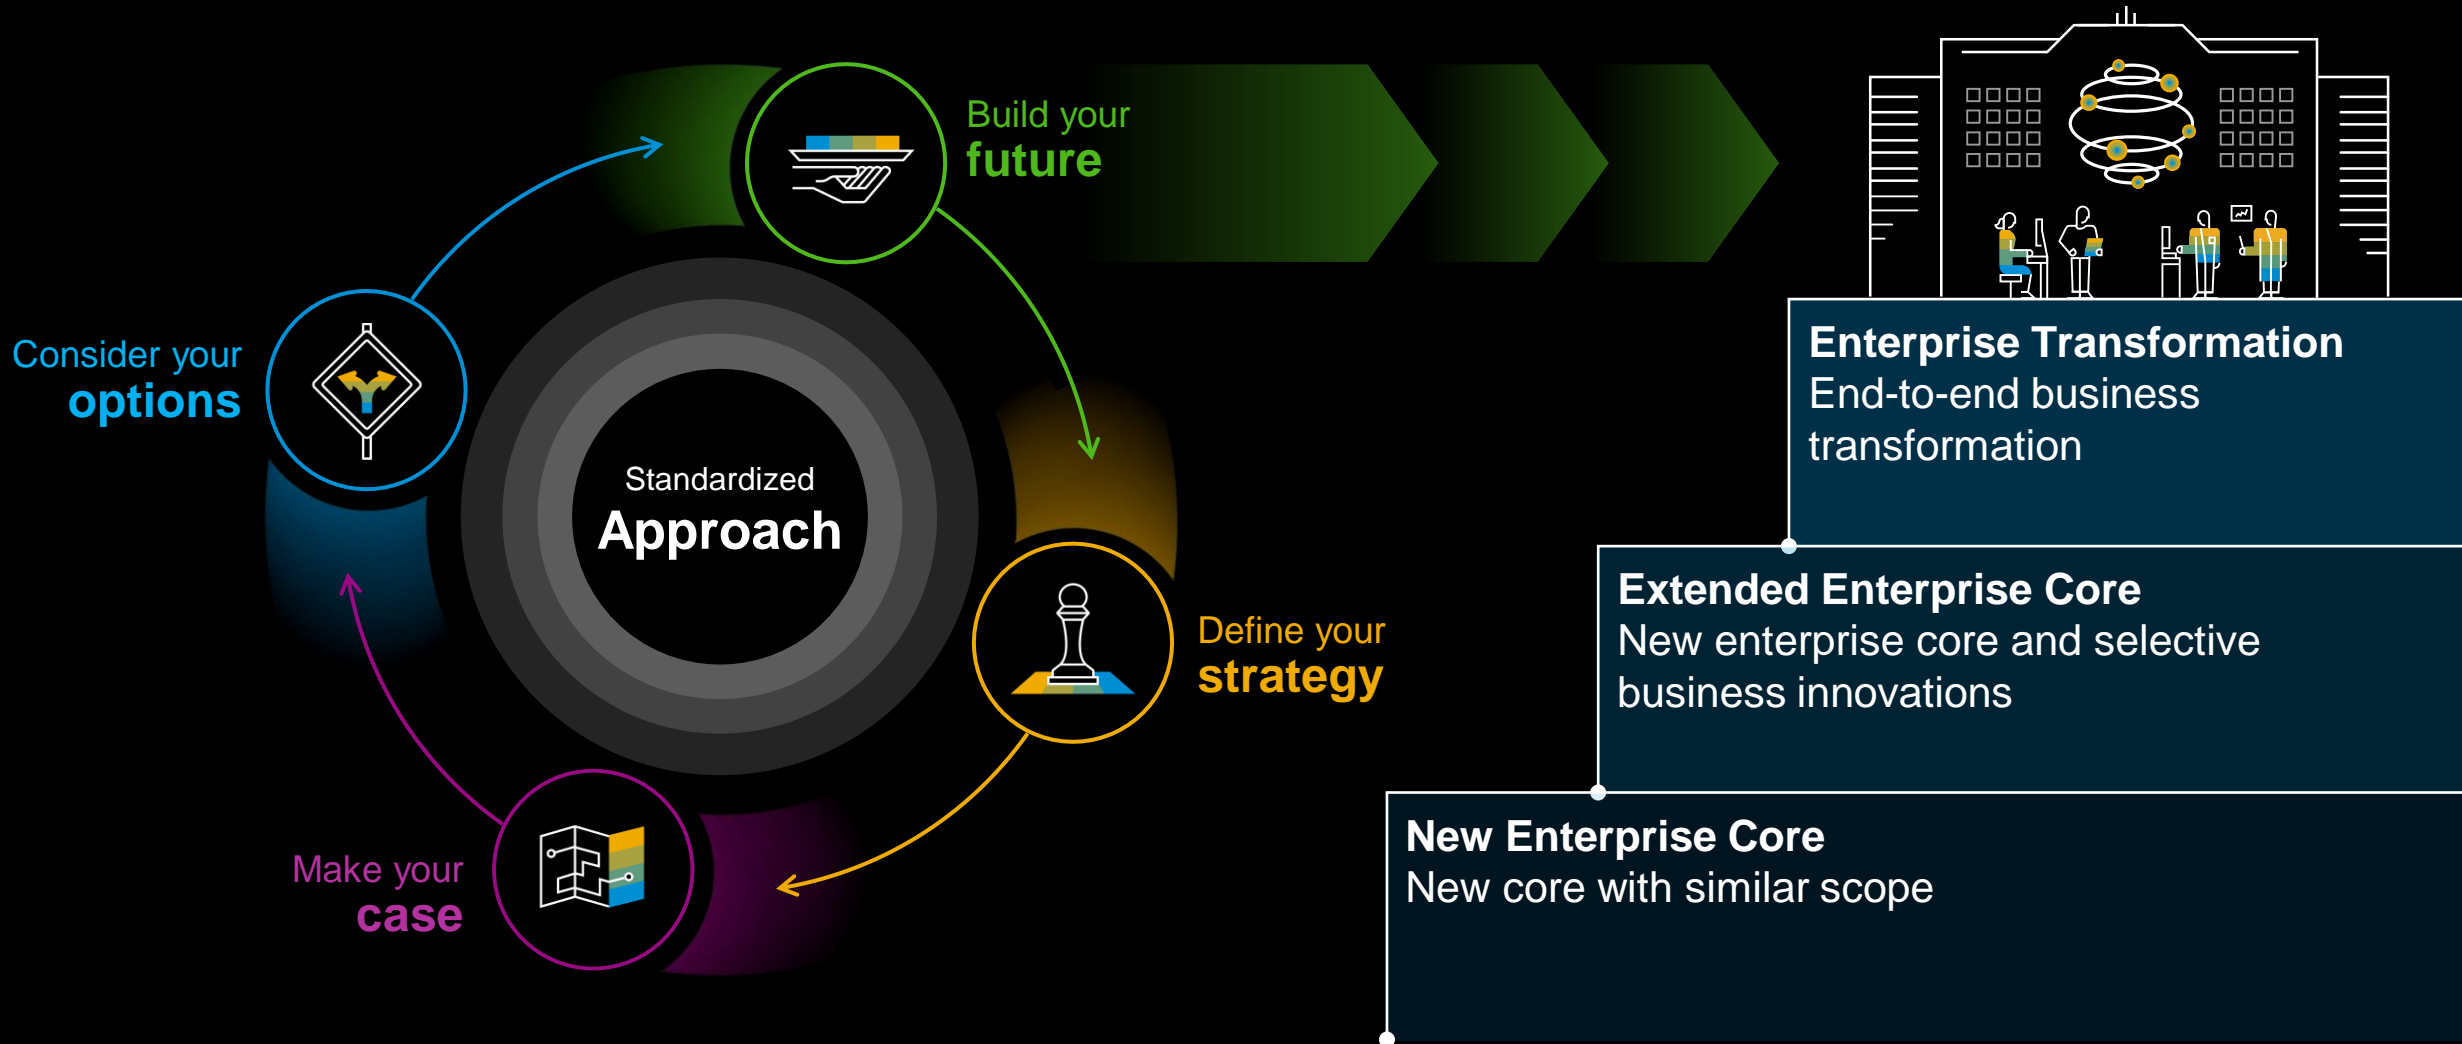 Build your
future
Consider your
options
Standardized
Approach
Define your
strategy
Make your
case
Enterprise Transformation
End-to-end business
transformation
Extended Enterprise Core
New enterprise core and selective
business innovations
New Enterprise Core
New core with similar scope